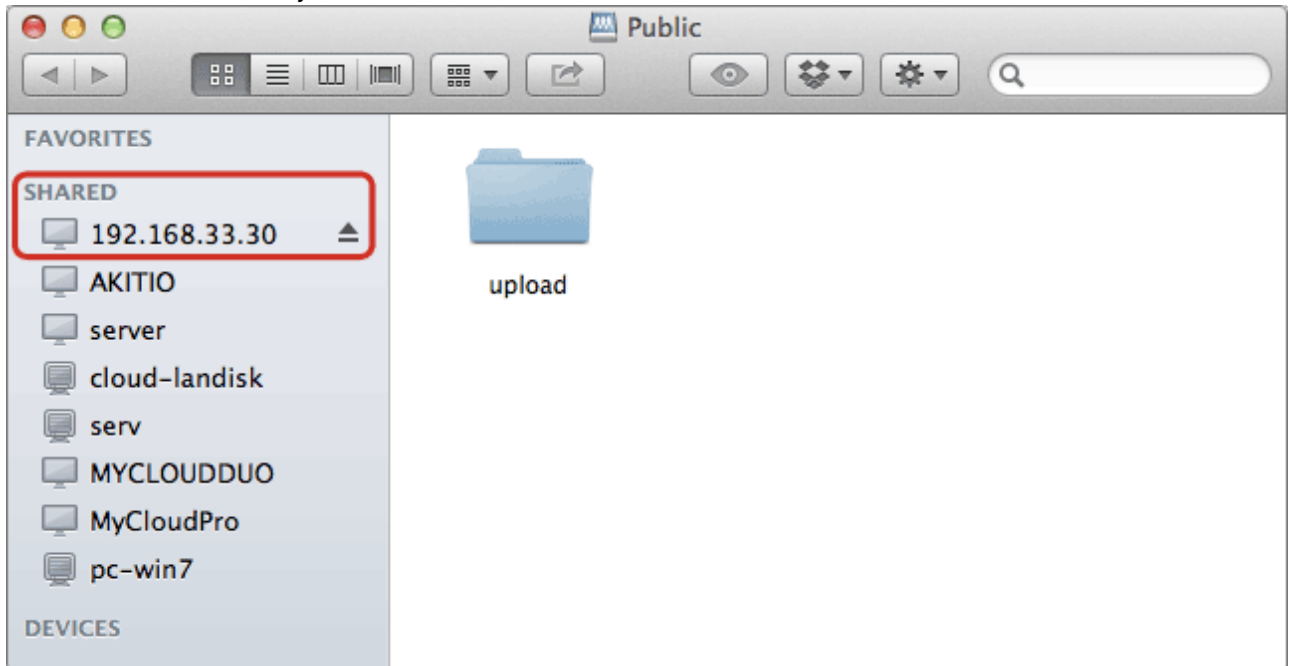 Public
FAVORITES
SHARED
192.168.33.30
AKITIO
server
cloud-landisk
serv
MYCLOUDDUO
MyCloudPro
pc-win7
DEVICES
upload